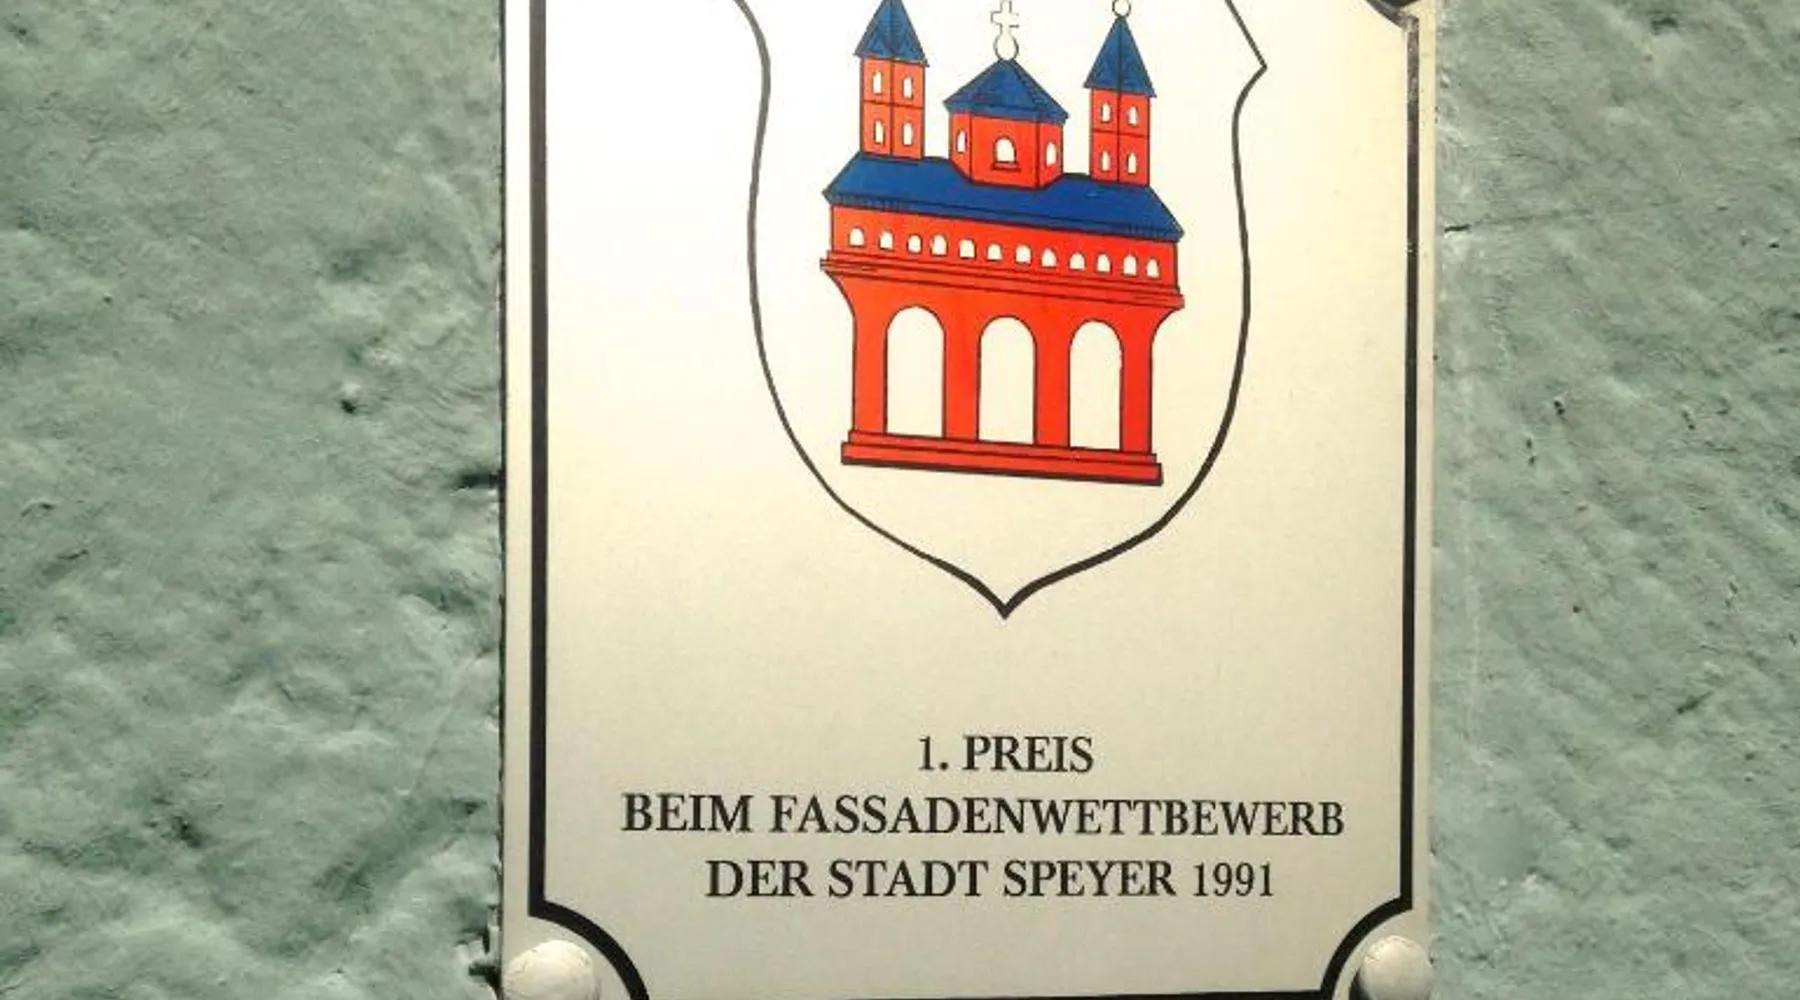 1. PREIS
BEIM FASSADENWETTBEWERB
DER STADT SPEYER 1991